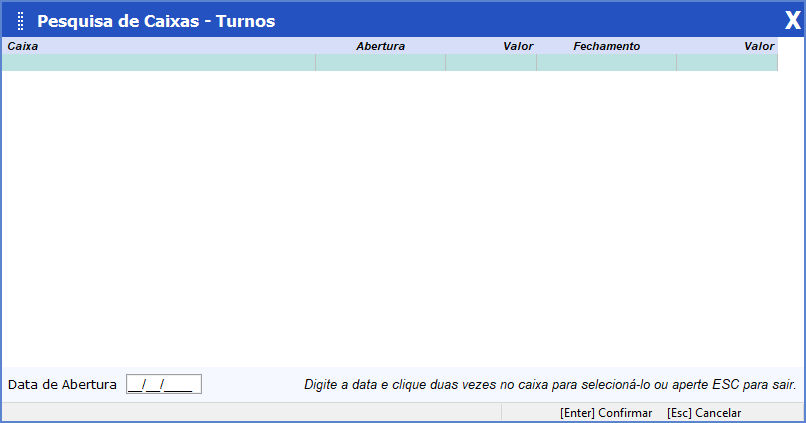 Pesquisa de Caixas - Turnos X
Caixa Abertura Valor Fechamento Valor
Data de Abertura __/__/____ Digite a data e clique duas vezes no caixa para selecioná-lo ou aperte ESC para sair.
[Enter] Confirmar [Esc] Cancelar